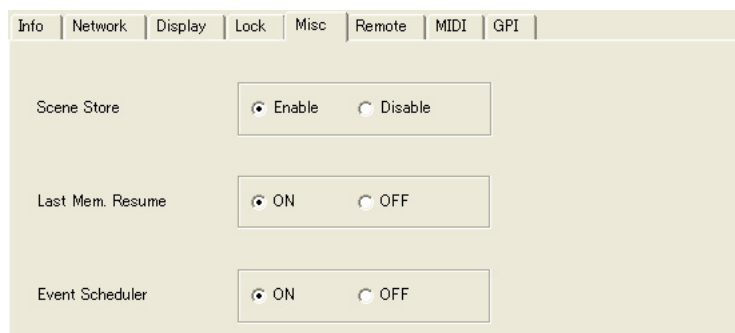 Info Network Display Lock Misc Remote MIDI GPI
Scene Store Enable Disable
Last Mem. Resume ON OFF
Event Scheduler ON OFF